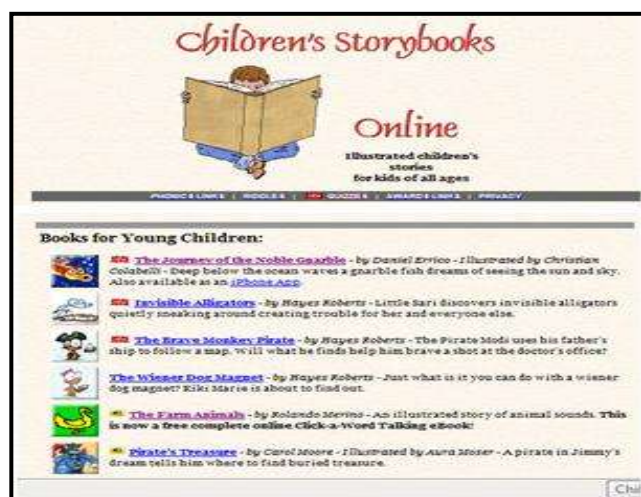 Children's Storybooks
Online
Illustrated children's
stories
for kids of all ages
PHONICS LINKS | RIDDLES | QUIZZES | AWARDS LINKS | PRIVACY
Books for Young Children:
The Journey of the Noble Gnarble - by Daniel Errico - Illustrated by Christian
Colabelli - Deep below the ocean waves a gnarble fish dreams of seeing the sun and sky.
Also available as an iPhone App.
Invisible Alligators - by Hayes Roberts - Little Sari discovers invisible alligators
quietly sneaking around creating trouble for her and everyone else.
The Brave Monkey Pirate - by Hayes Roberts - The Pirate Modi uses his father's
ship to follow a map. Will what he finds help him brave a shot at the doctor's office?
The Wiener Dog Magnet - by Hayes Roberts - Just what is it you can do with a wiener
dog magnet? Kiki Marie is about to find out.
The Farm Animals - by Rolando Merino - An illustrated story of animal sounds. This
is now a free complete online Click-a-Word Talking eBook!
Pirate's Treasure - by Carol Moore - Illustrated by Aura Moser - A pirate in Jimmy's
dream tells him where to find buried treasure.